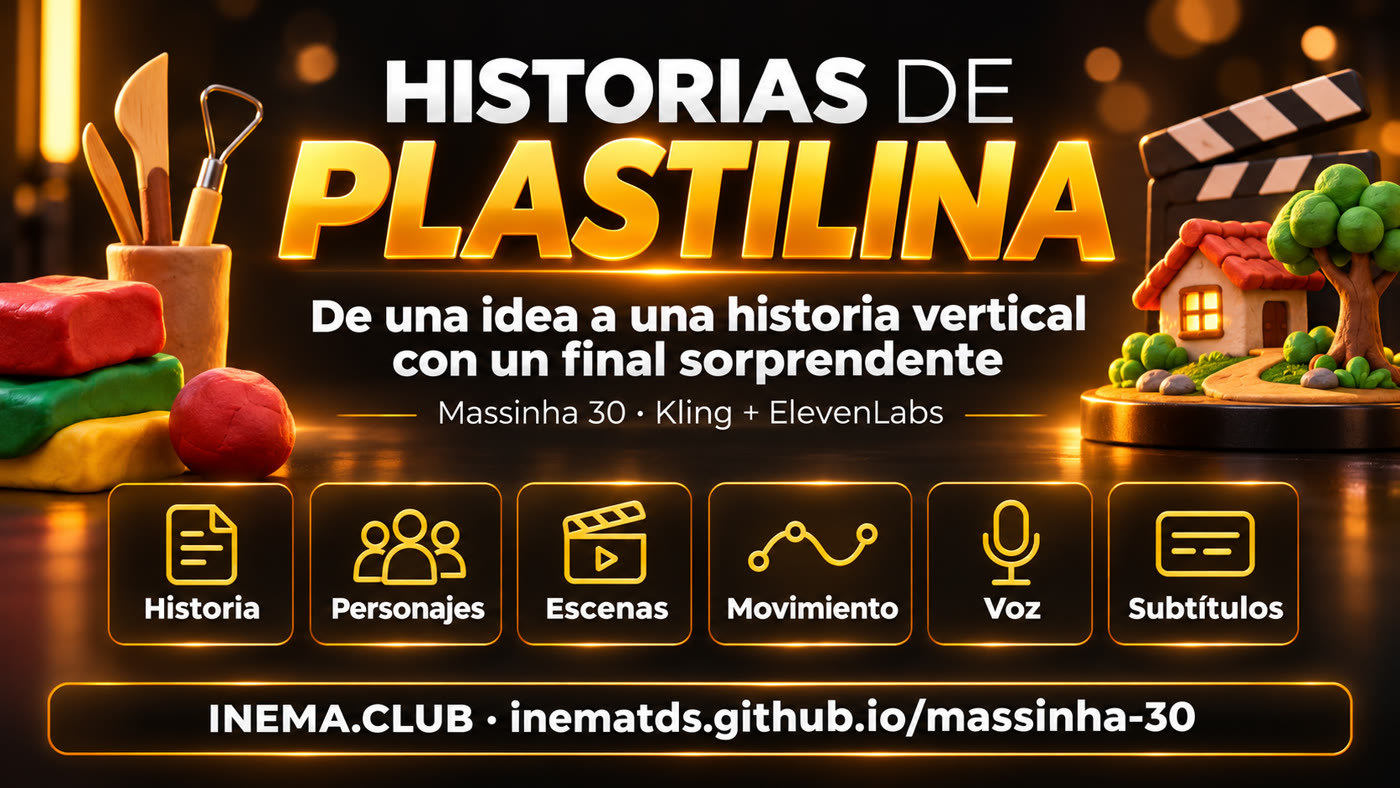 HISTORIAS DE
PLASTILINA
De una idea a una historia vertical
con un final sorprendente
Massinha 30 • Kling + ElevenLabs
Historia
Personajes
Escenas
Movimiento
Voz
Subtítulos
INEMA.CLUB • inematds.github.io/massinha-30